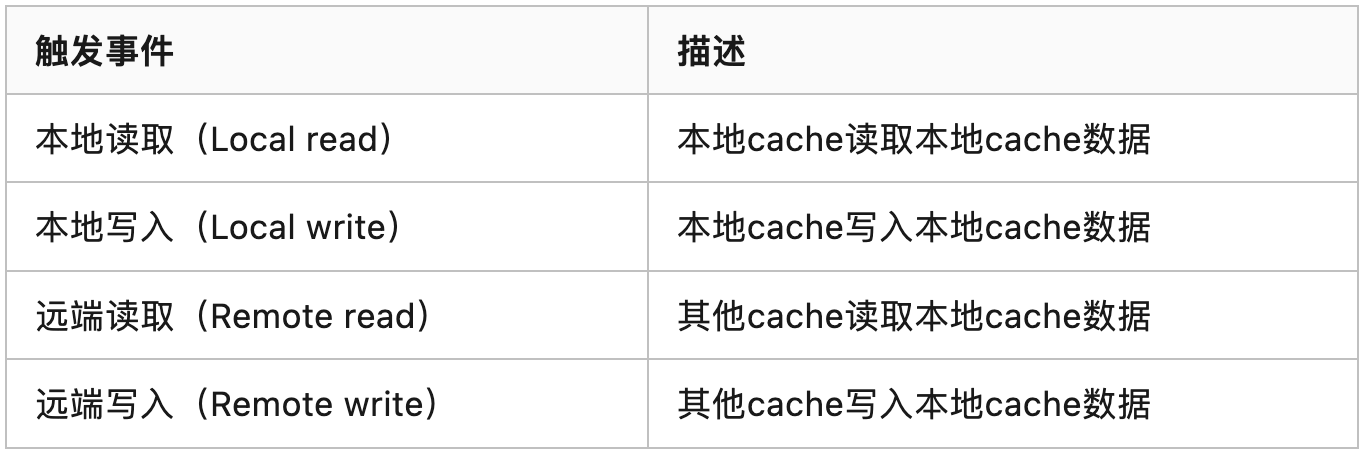 触发事件 描述
本地读取（Local read） 本地cache读取本地cache数据
本地写入（Local write） 本地cache写入本地cache数据
远端读取（Remote read） 其他cache读取本地cache数据
远端写入（Remote write） 其他cache写入本地cache数据